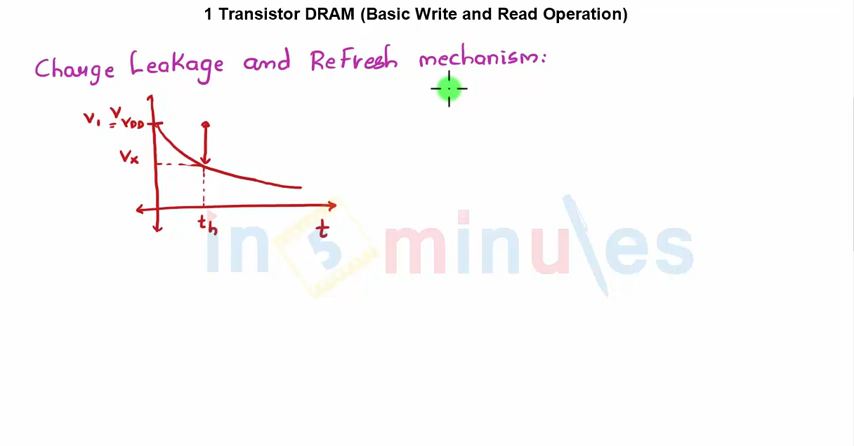 1 Transistor DRAM (Basic Write and Read Operation)
Charge Leakage and Refresh mechanism:
V₁ = VDD
Vx
th
t
in 5 minutes